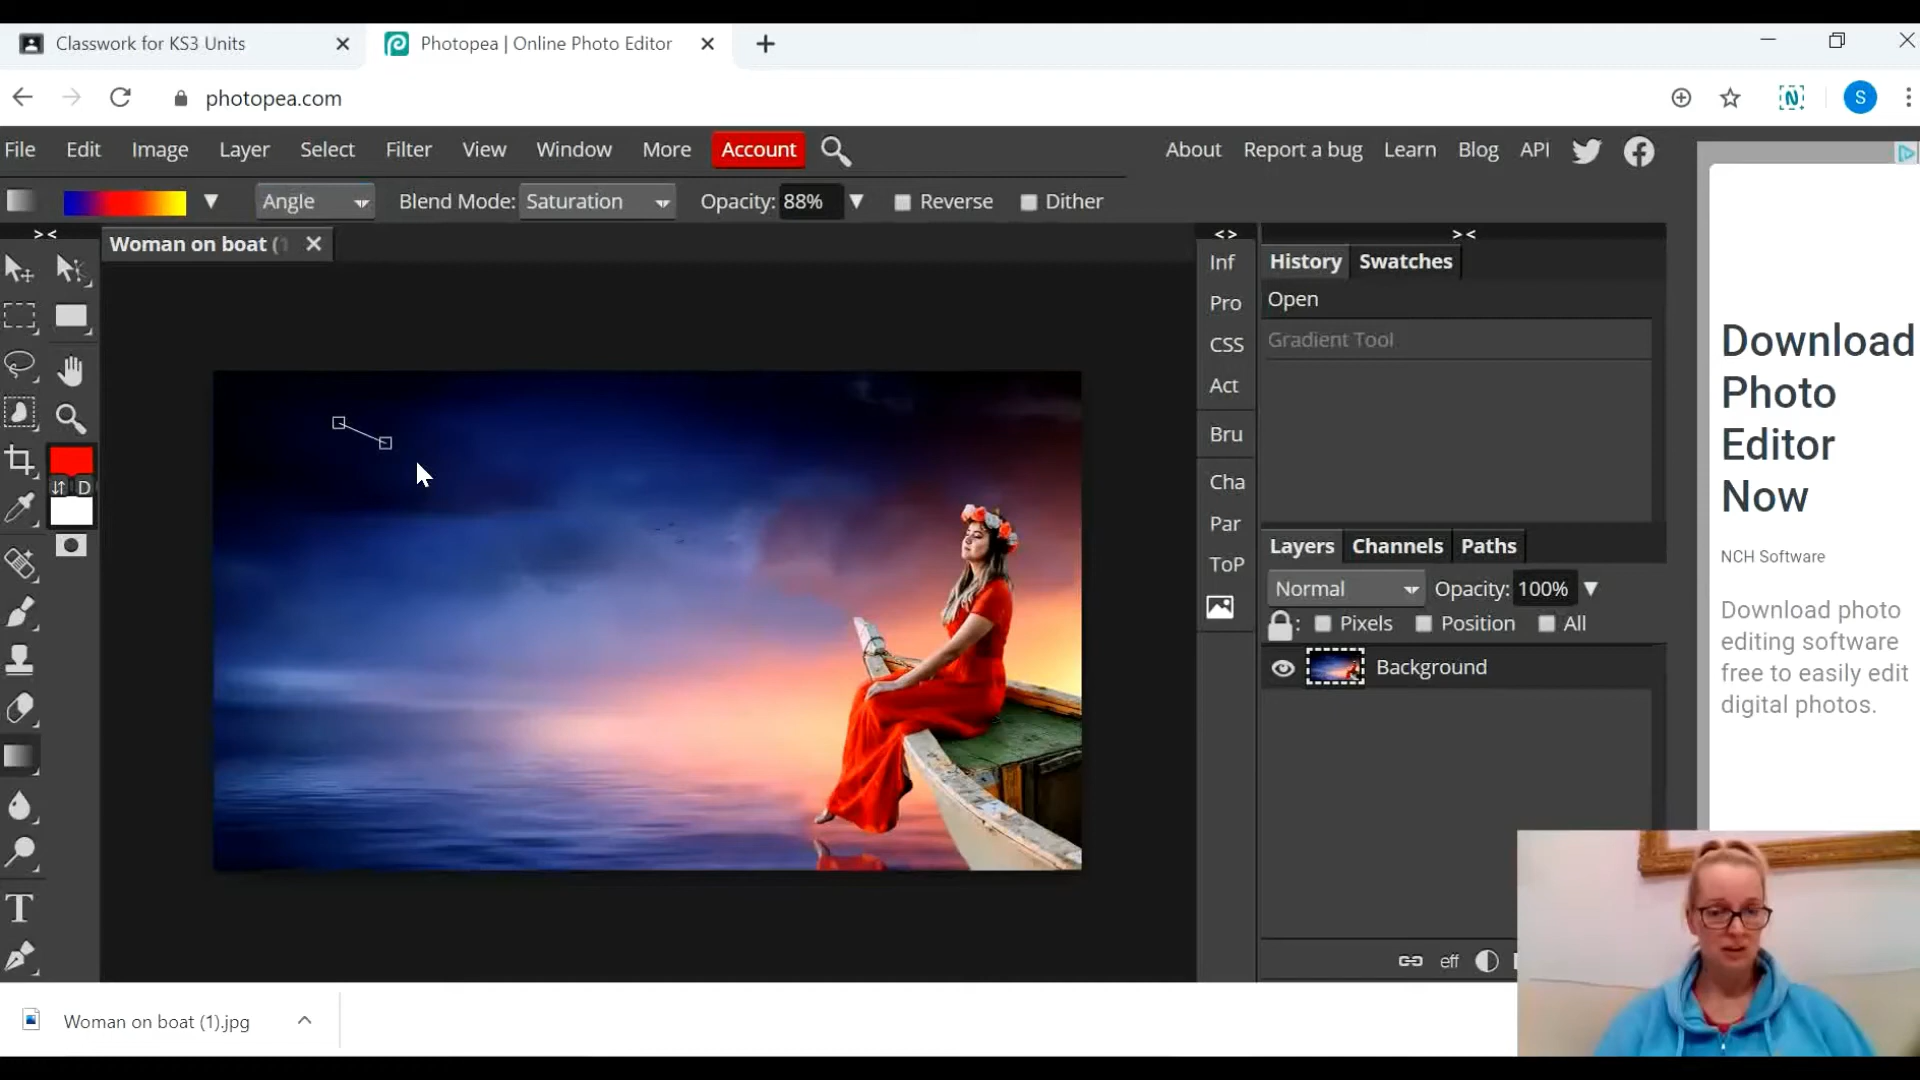 Classwork for KS3 Units
Photopea | Online Photo Editor
photopea.com
S
File Edit Image Layer Select Filter View Window More Account
About Report a bug Learn Blog API
Angle Blend Mode: Saturation Opacity: 88% Reverse Dither
Woman on boat (
Inf
Pro
CSS
Act
Bru
Cha
Par
ToP
History Swatches
Open
Gradient Tool
D
T
Layers Channels Paths
Normal Opacity: 100%
: Pixels Position All
Background
eff
Download
Photo
Editor
Now
NCH Software
Download photo
editing software
free to easily edit
digital photos.
Woman on boat (1).jpg